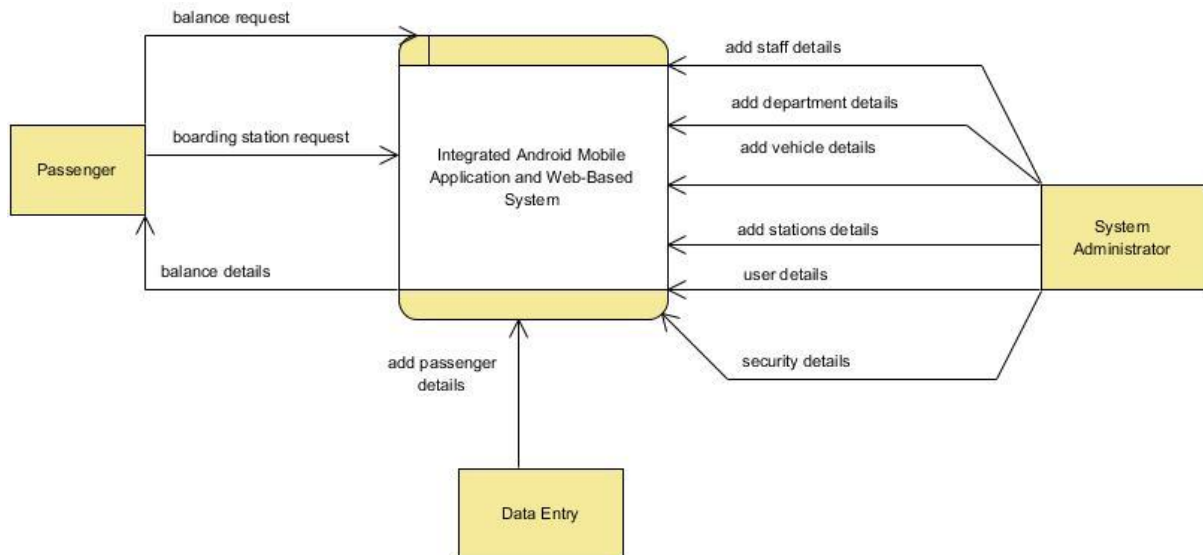 balance request
add staff details
add department details
boarding station request
Passenger
Integrated Android Mobile
Application and Web-Based
System
add vehicle details
add stations details
System
Administrator
balance details
user details
add passenger
details
security details
Data Entry